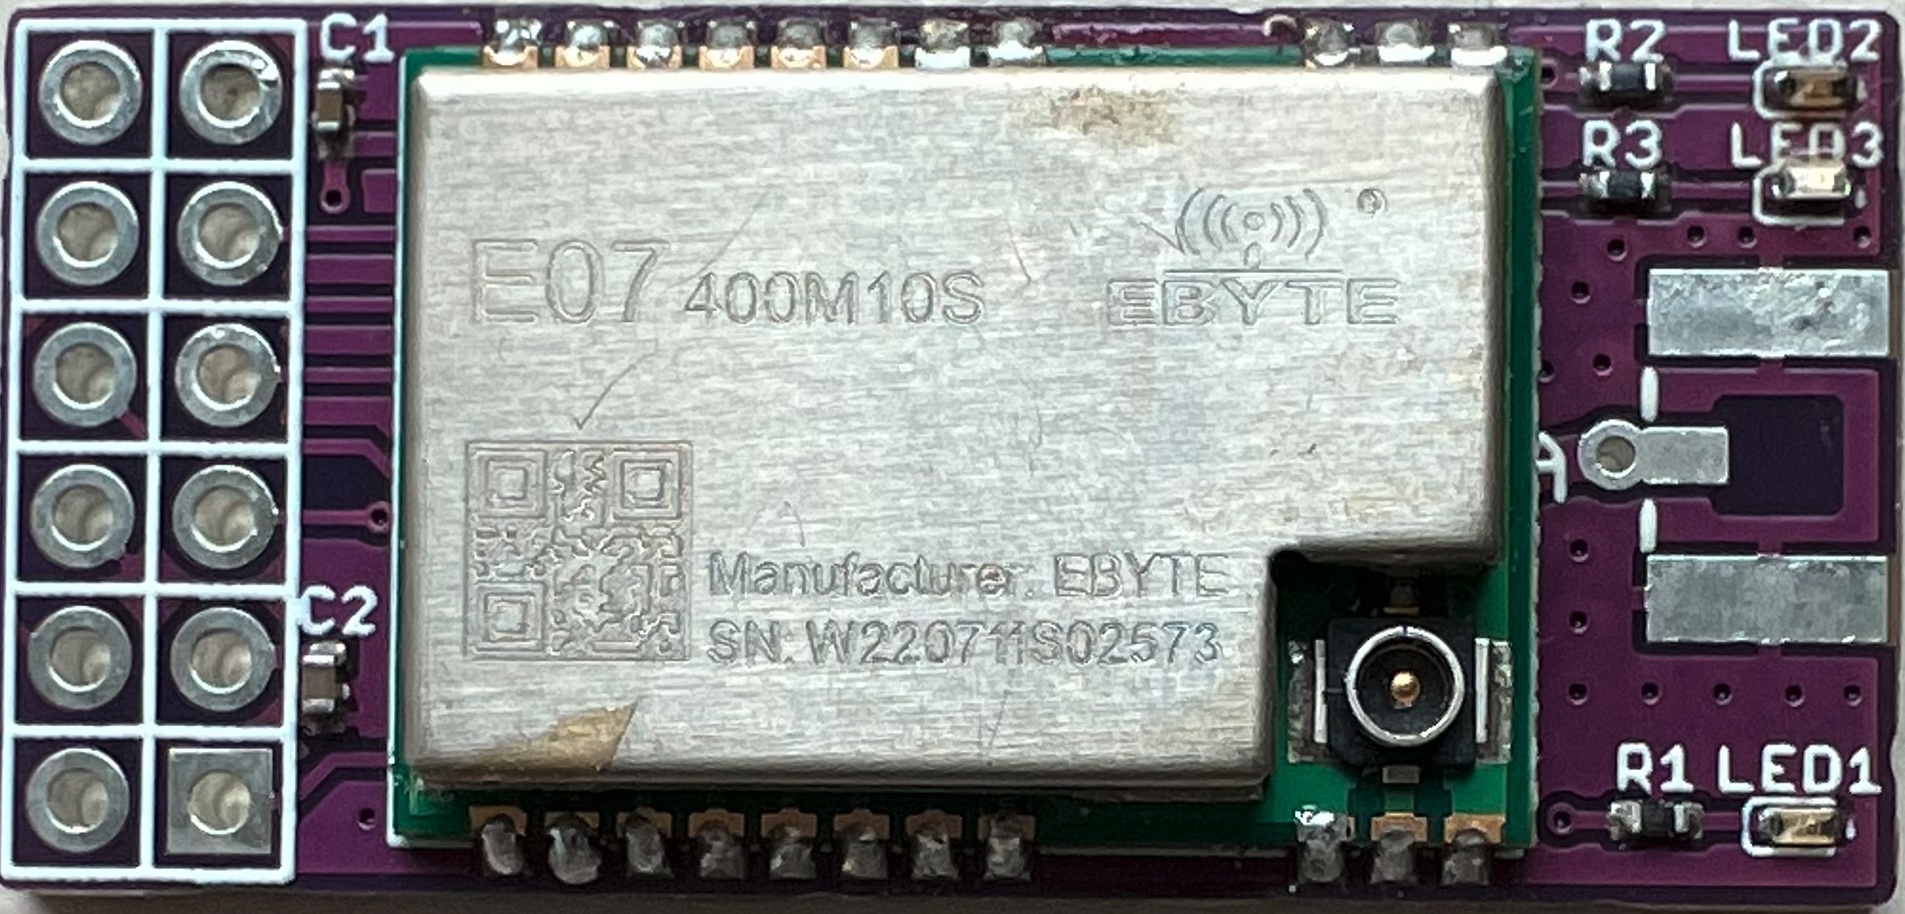 C1
R2 LED2
R3 LED3
E07 400M10S
EBYTE
A
Manufacturer: EBYTE
SN: W220711S02573
C2
R1 LED1